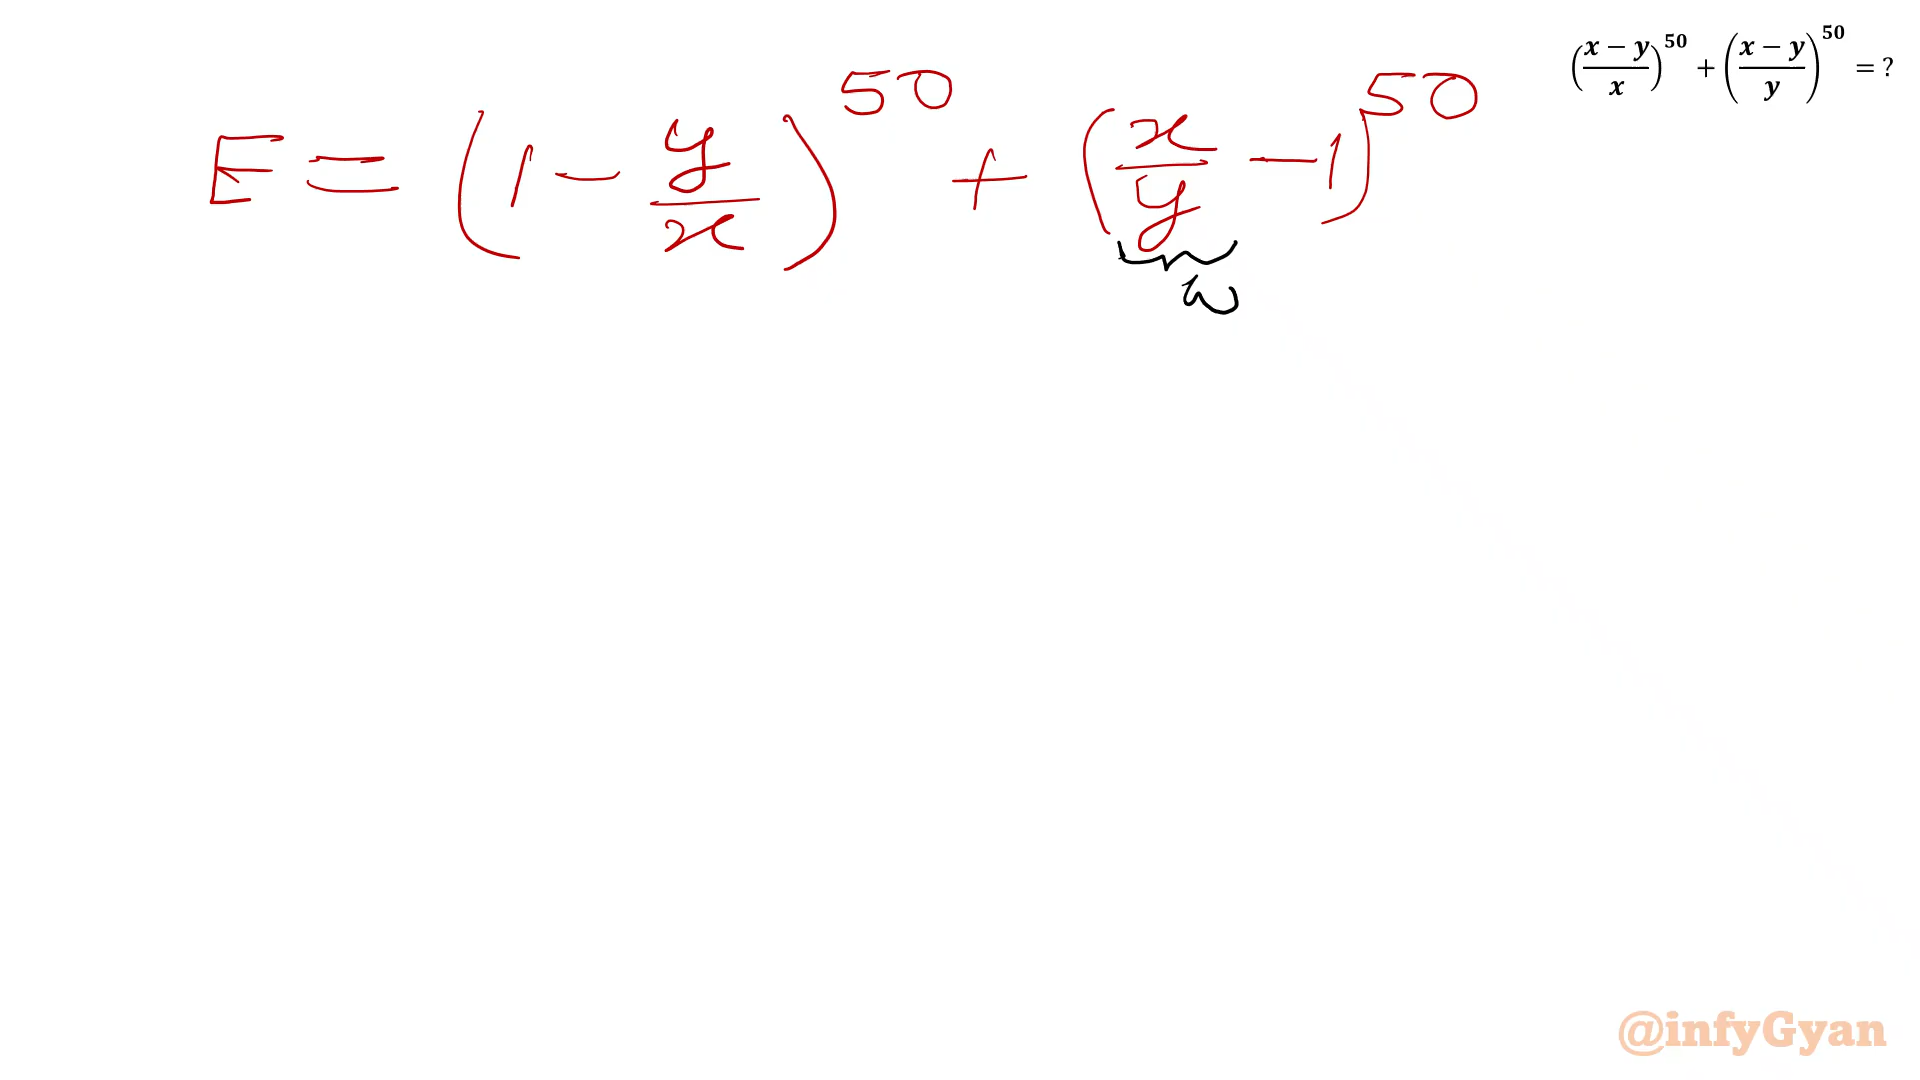 (x − y / x)^50 + (x − y / y)^50 = ?
E = (1 − y/x)^50 + (x/y − 1)^50
w
@infyGyan